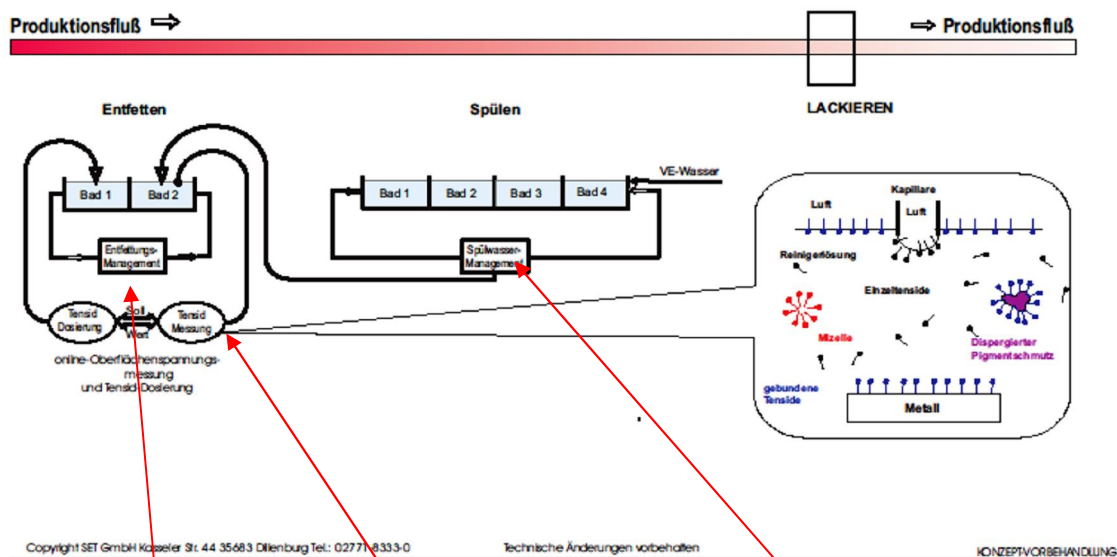 Produktionsfluß
Produktionsfluß
Entfetten
Spülen
LACKIEREN
VE-Wasser
Bad 1
Bad 2
Bad 1
Bad 2
Bad 3
Bad 4
Entfettungs-
Management
Spülwasser-
Management
Tensid
Dosierung
Soll
Wert
Tensid
Messung
online-Oberflächenspannungs-
messung
und Tensid-Dosierung
Kapillare
Luft
Luft
Reinigerlösung
Einzeltenside
Mizelle
Dispergierter
Pigmentschmutz
gebundene
Tenside
Metall
Copyright SET GmbH Kasseler Str. 44 35683 Dillenburg Tel.: 02771-8333-0
Technische Änderungen vorbehalten
KONZEPT-VORBEHANDLUNG